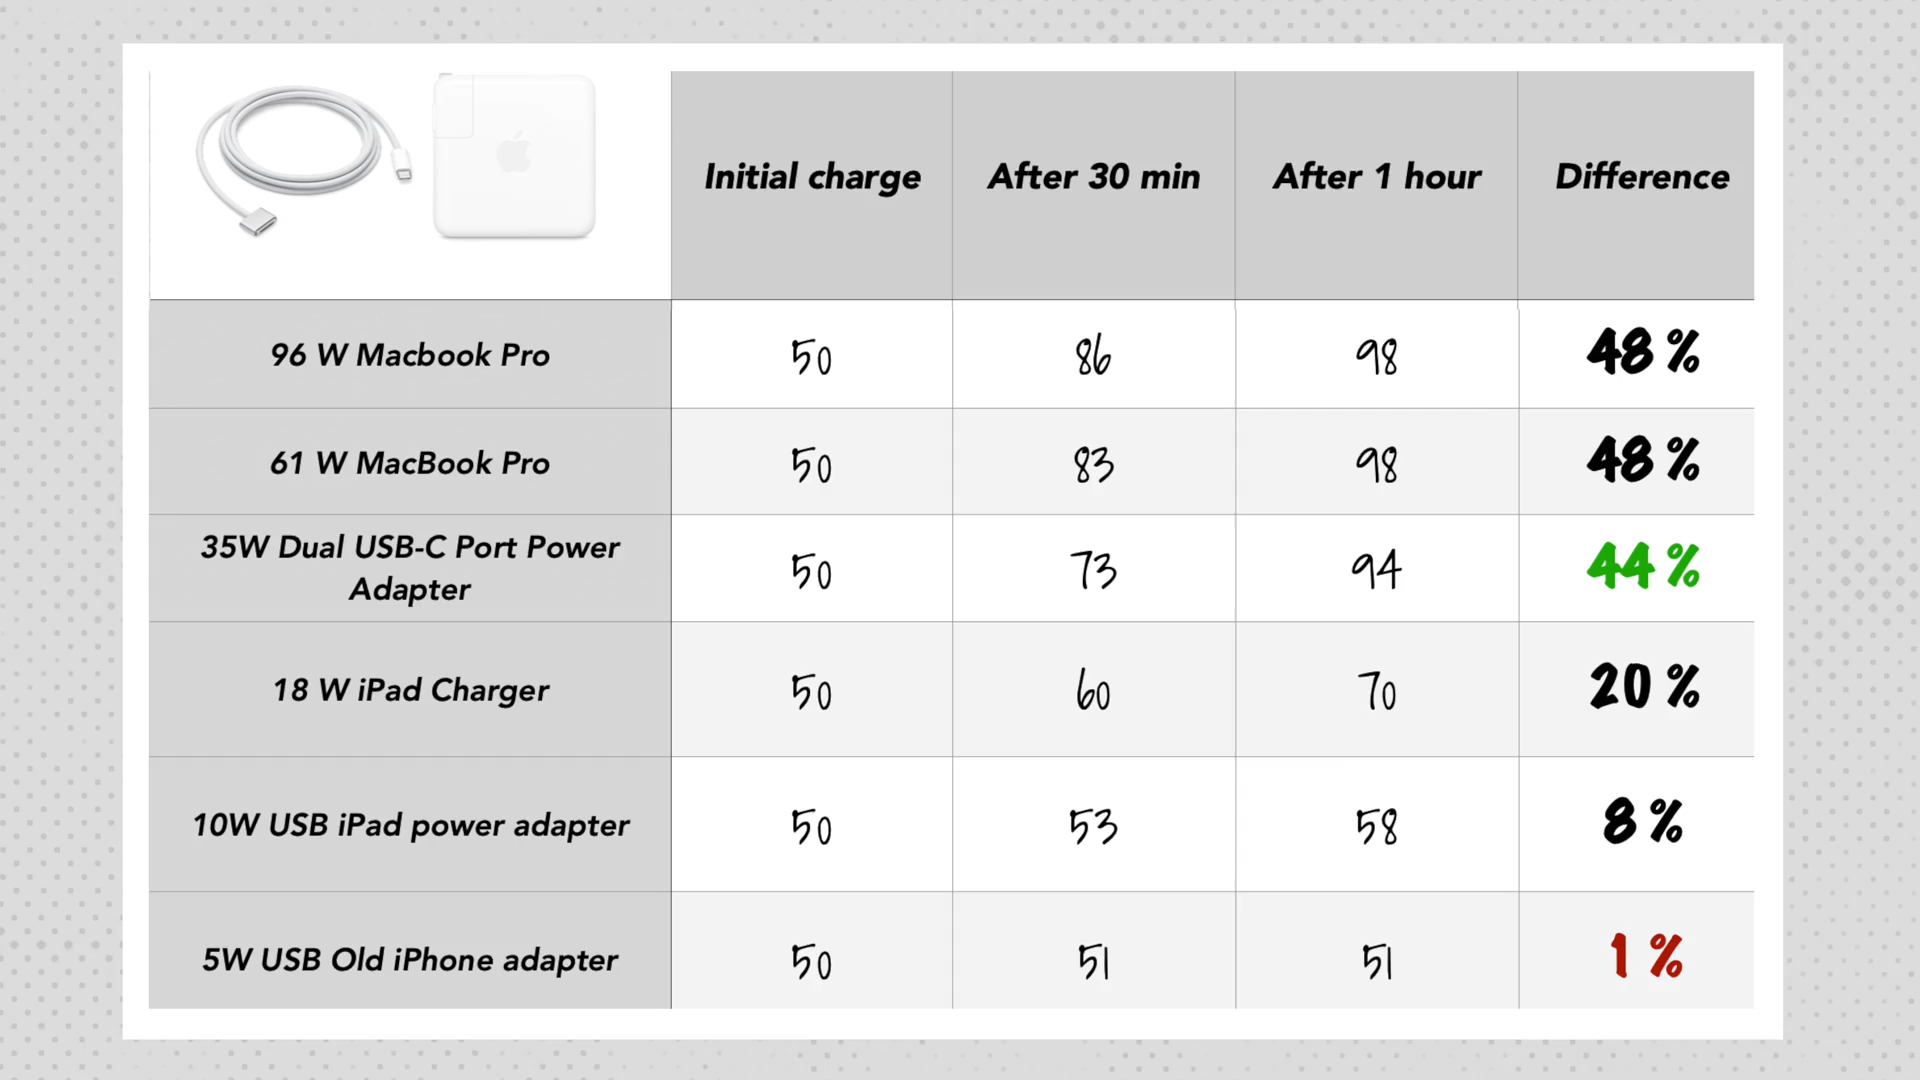 Initial charge After 30 min After 1 hour Difference
96 W Macbook Pro 50 86 98 48 %
61 W MacBook Pro 50 83 98 48 %
35W Dual USB-C Port Power
Adapter 50 73 94 44 %
18 W iPad Charger 50 60 70 20 %
10W USB iPad power adapter 50 53 58 8 %
5W USB Old iPhone adapter 50 51 51 1 %